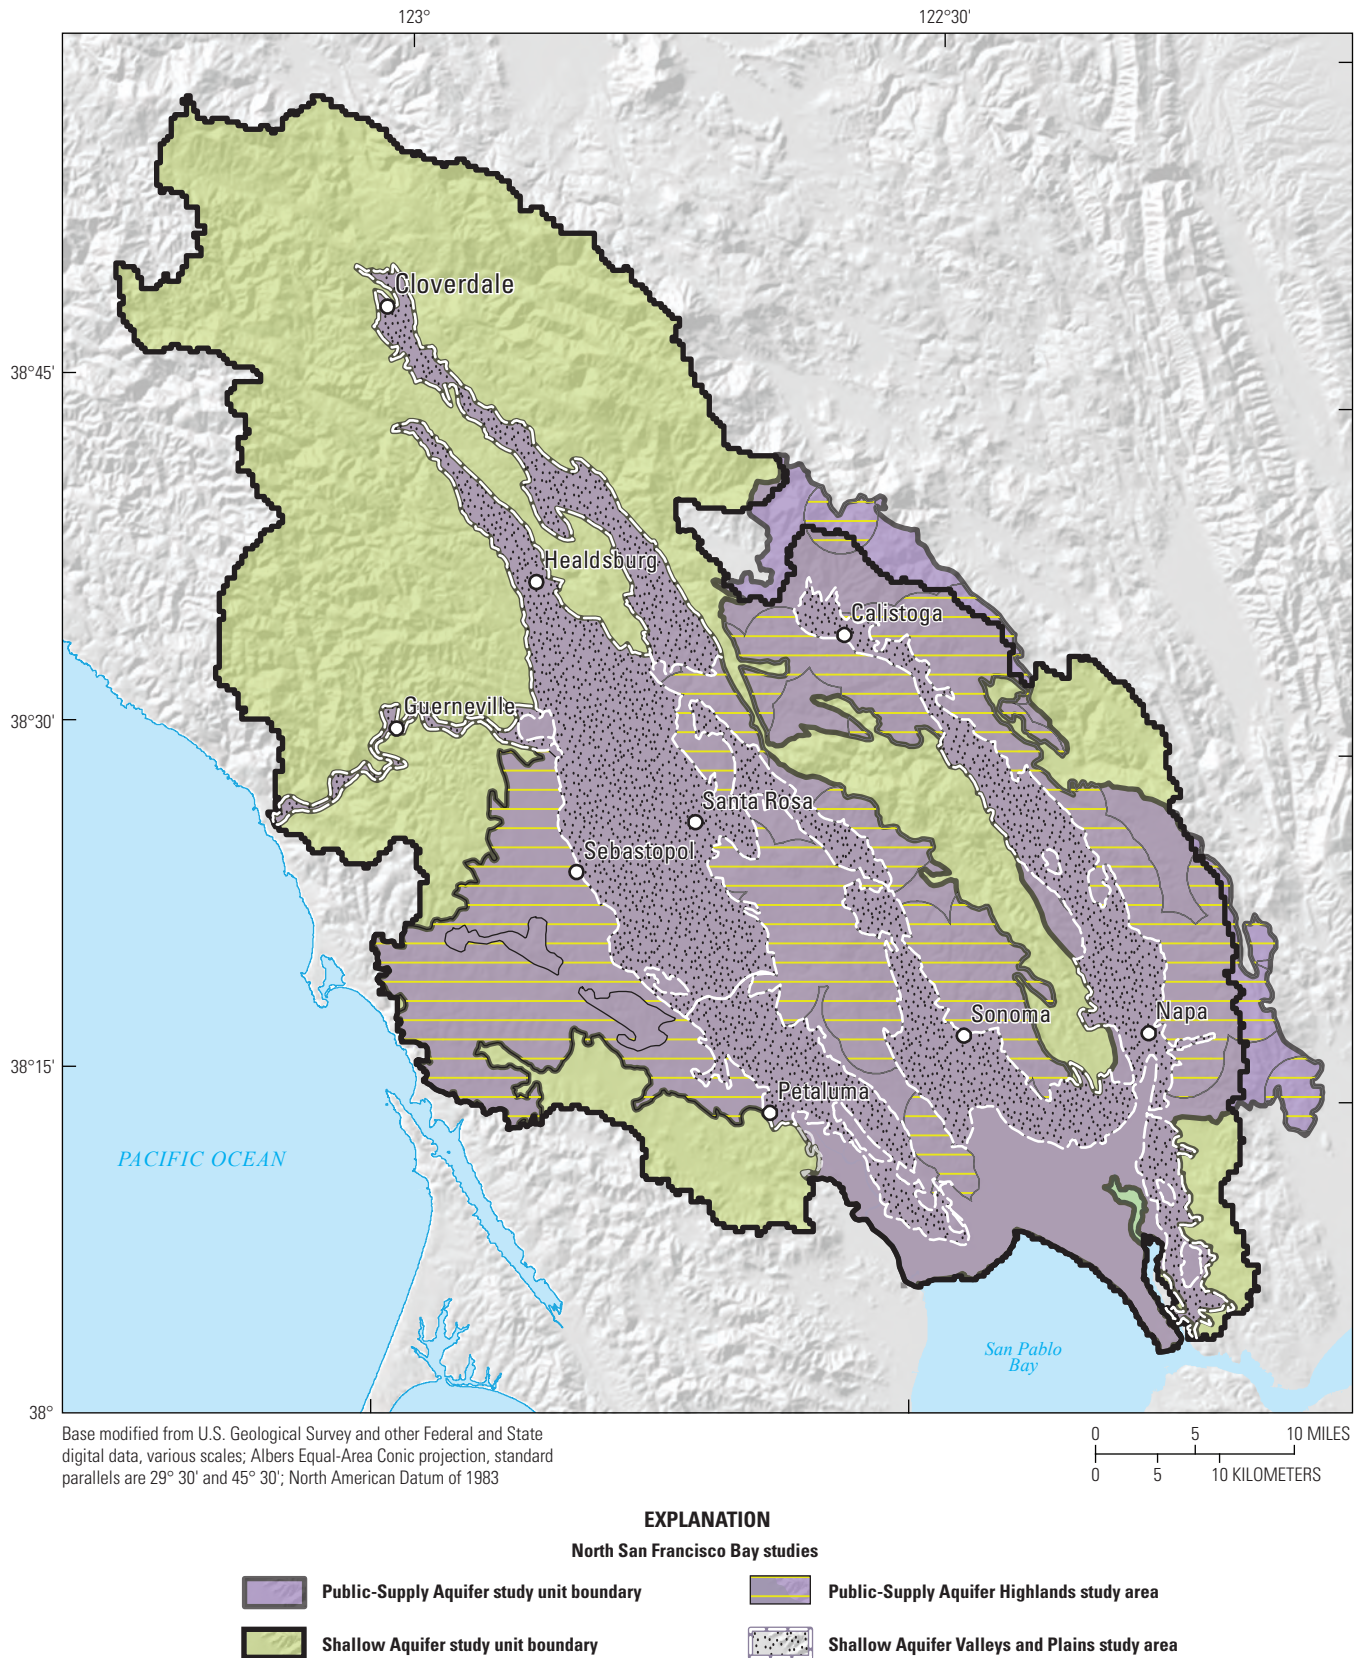 123°
122°30'
Cloverdale
38°45'
Healdsburg
Calistoga
Guerneville
38°30'
Santa Rosa
Sebastopol
Sonoma
Napa
38°15'
Petaluma
PACIFIC OCEAN
San Pablo
Bay
38°
Base modified from U.S. Geological Survey and other Federal and State
digital data, various scales; Albers Equal-Area Conic projection, standard
parallels are 29° 30' and 45° 30'; North American Datum of 1983
0 5 10 MILES
0 5 10 KILOMETERS
EXPLANATION
North San Francisco Bay studies
Public-Supply Aquifer study unit boundary
Public-Supply Aquifer Highlands study area
Shallow Aquifer study unit boundary
Shallow Aquifer Valleys and Plains study area